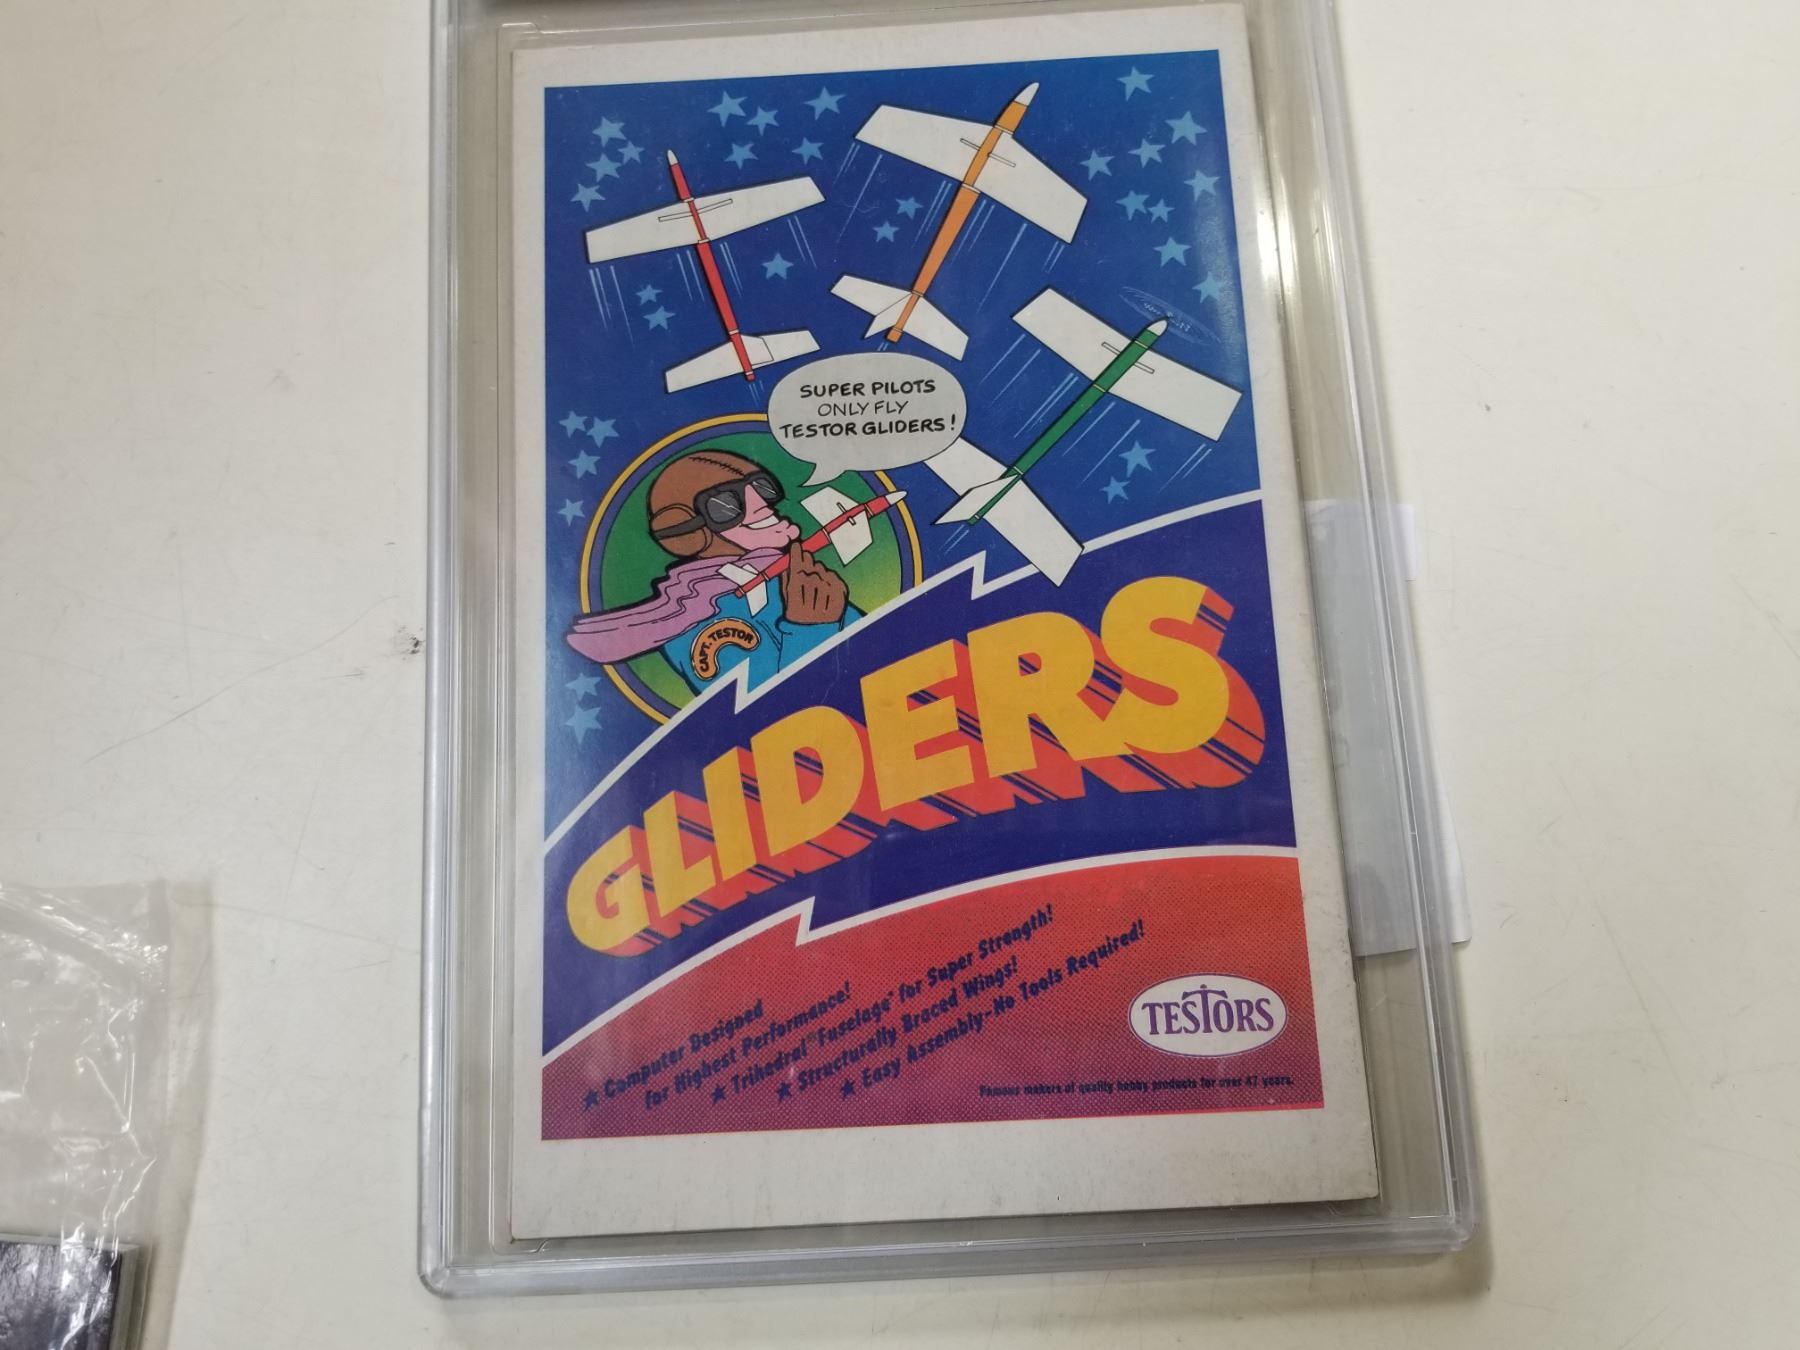 SUPER PILOTS
ONLY FLY
TESTOR GLIDERS!
CAPT. TESTOR
GLIDERS
★ Computer Designed
for Highest Performance!
★ Trihedral Fuselage for Super Strength!
★ Structurally Braced Wings!
★ Easy Assembly-No Tools Required!
TESTORS
Famous makers of quality hobby products for over 47 years.